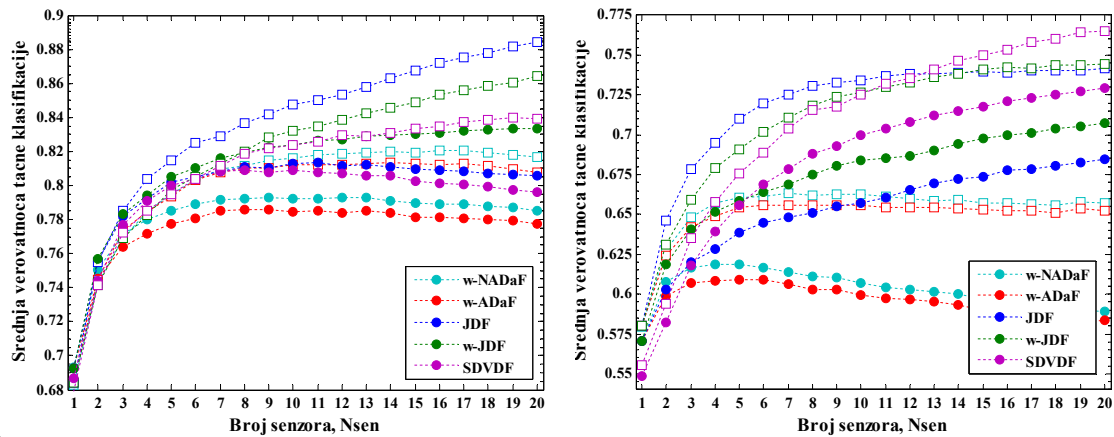 0.9
0.88
0.86
0.84
0.82
0.8
0.78
0.76
0.74
0.72
0.7
0.68
Srednja verovatnoca tacne klasifikacije
1 2 3 4 5 6 7 8 9 10 11 12 13 14 15 16 17 18 19 20
Broj senzora, Nsen
w-NADaF
w-ADaF
JDF
w-JDF
SDVDF
0.775
0.75
0.725
0.7
0.675
0.65
0.625
0.6
0.575
0.55
Srednja verovatnoca tacne klasifikacije
1 2 3 4 5 6 7 8 9 10 11 12 13 14 15 16 17 18 19 20
Broj senzora, Nsen
w-NADaF
w-ADaF
JDF
w-JDF
SDVDF